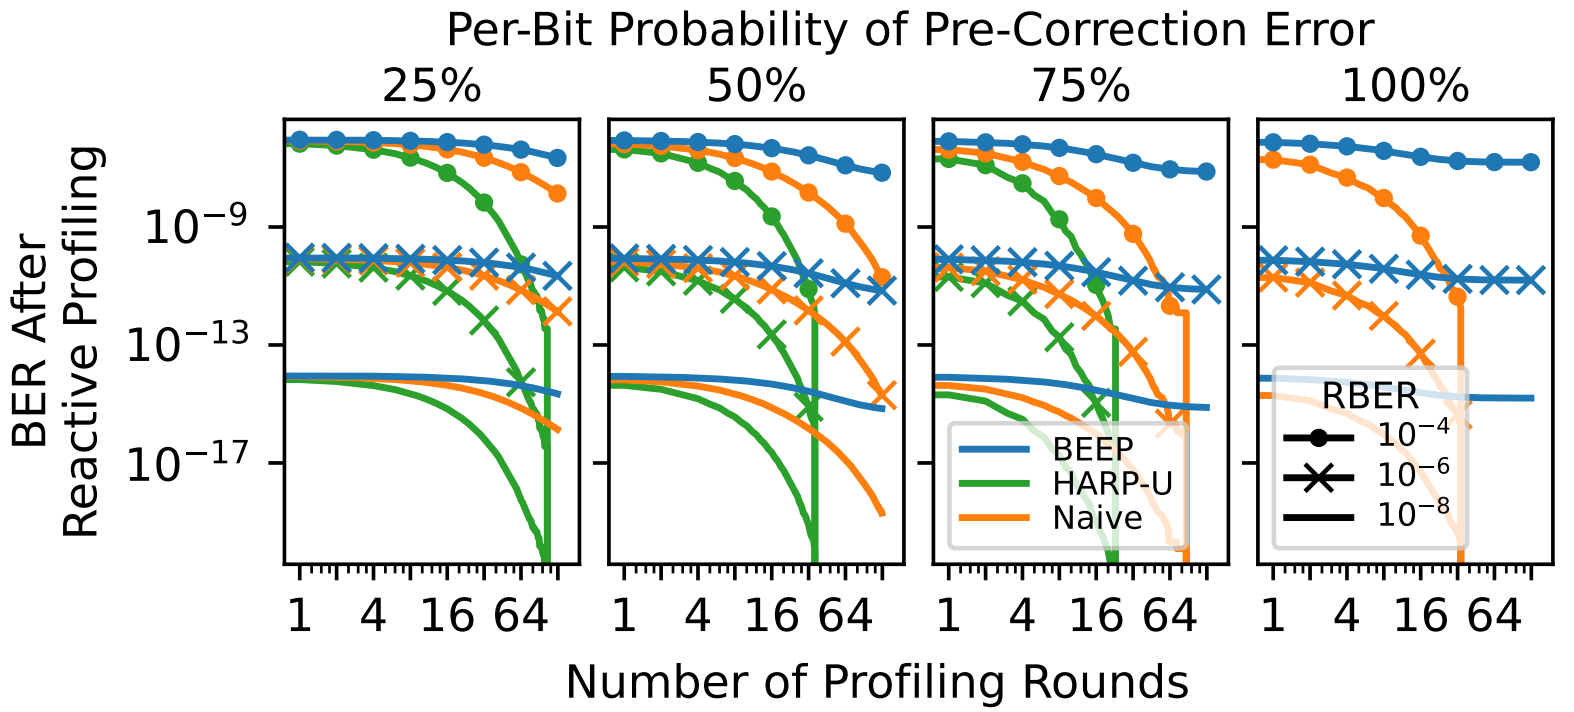 Per-Bit Probability of Pre-Correction Error
25% 50% 75% 100%
BER After
Reactive Profiling
10⁻⁹
10⁻¹³
10⁻¹⁷
BEEP
HARP-U
Naive
RBER
10⁻⁴
10⁻⁶
10⁻⁸
1 4 16 64 1 4 16 64 1 4 16 64 1 4 16 64
Number of Profiling Rounds